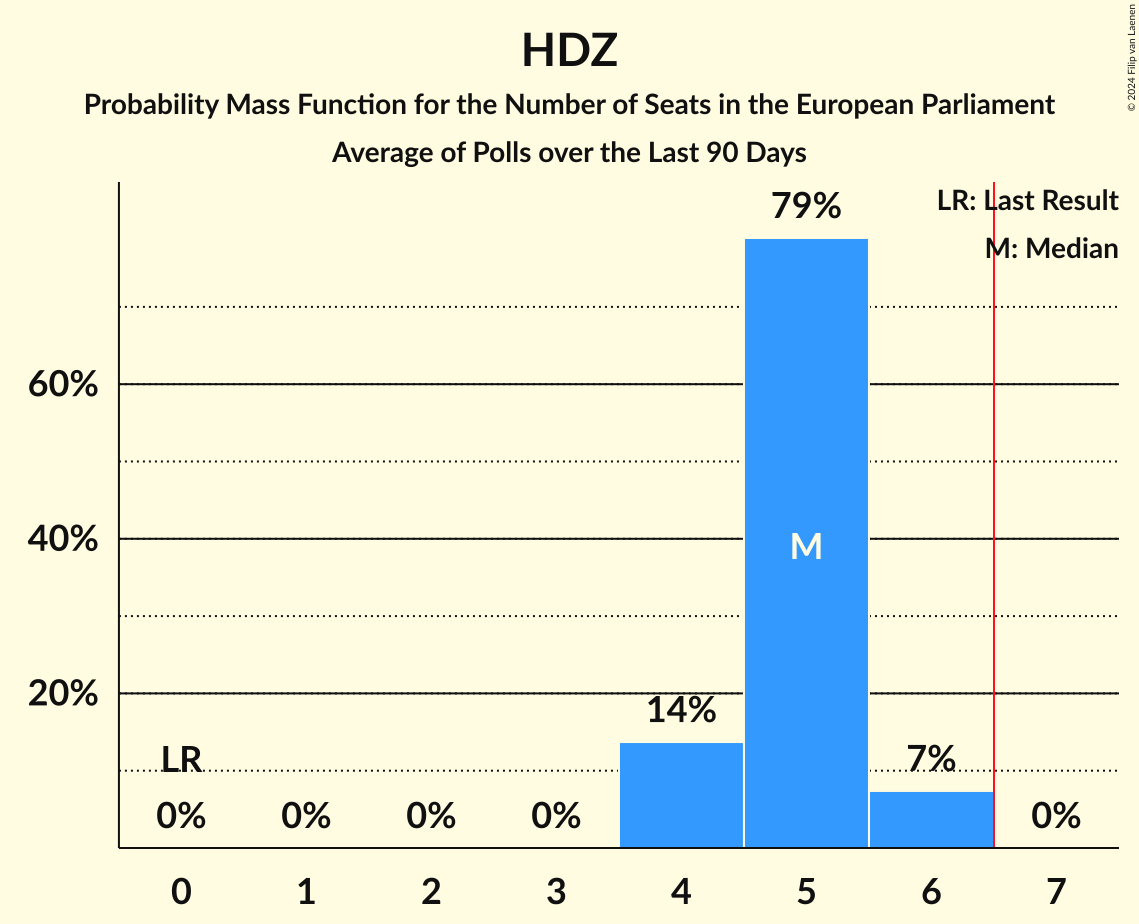 HDZ
Probability Mass Function for the Number of Seats in the European Parliament
Average of Polls over the Last 90 Days
© 2024 Filip van Laenen
LR: Last Result
M: Median
79%
60%
40%
M
20%
14%
LR
7%
0% 0% 0% 0% 0%
0 1 2 3 4 5 6 7